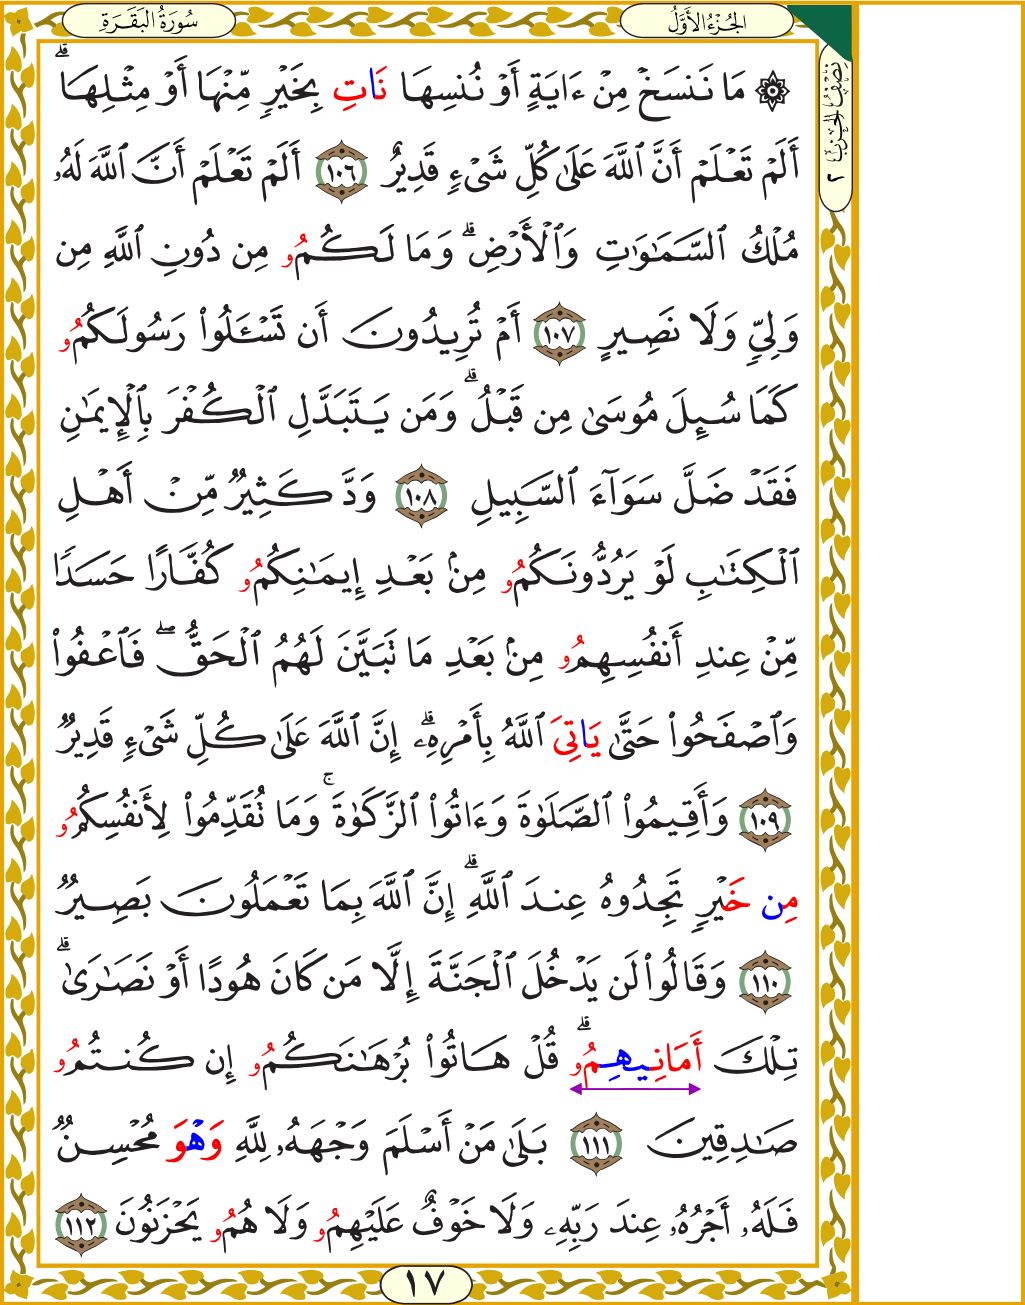 سُورَةُ البَقَرَةِ
الجُزْءُ الأَوَّلُ
نِصْفُ الحِزْبِ ٢
۞ مَا نَنسَخْ مِنْ ءَايَةٍ أَوْ نُنسِهَا نَاتِ بِخَيْرٍ مِّنْهَا أَوْ مِثْلِهَا ۗ
أَلَمْ تَعْلَمْ أَنَّ ٱللَّهَ عَلَىٰ كُلِّ شَىْءٍ قَدِيرٌ ١٠٦ أَلَمْ تَعْلَمْ أَنَّ ٱللَّهَ لَهُۥ
مُلْكُ ٱلسَّمَـٰوَٰتِ وَٱلْأَرْضِ ۗ وَمَا لَكُمُۥ مِن دُونِ ٱللَّهِ مِن
وَلِىٍّ وَلَا نَصِيرٍ ١٠٧ أَمْ تُرِيدُونَ أَن تَسْـَٔلُوا۟ رَسُولَكُمُۥ
كَمَا سُئِلَ مُوسَىٰ مِن قَبْلُ ۗ وَمَن يَتَبَدَّلِ ٱلْكُفْرَ بِٱلْإِيمَـٰنِ
فَقَدْ ضَلَّ سَوَآءَ ٱلسَّبِيلِ ١٠٨ وَدَّ كَثِيرٌ مِّنْ أَهْلِ
ٱلْكِتَـٰبِ لَوْ يَرُدُّونَكُمُۥ مِنۢ بَعْدِ إِيمَـٰنِكُمُۥ كُفَّارًا حَسَدًا
مِّنْ عِندِ أَنفُسِهِمُۥ مِنۢ بَعْدِ مَا تَبَيَّنَ لَهُمُ ٱلْحَقُّ ۖ فَٱعْفُوا۟
وَٱصْفَحُوا۟ حَتَّىٰ يَاتِىَ ٱللَّهُ بِأَمْرِهِۦٓ ۗ إِنَّ ٱللَّهَ عَلَىٰ كُلِّ شَىْءٍ قَدِيرٌ
١٠٩ وَأَقِيمُوا۟ ٱلصَّلَوٰةَ وَءَاتُوا۟ ٱلزَّكَوٰةَ ۚ وَمَا تُقَدِّمُوا۟ لِأَنفُسِكُمُۥ
مِن خَيْرٍ تَجِدُوهُ عِندَ ٱللَّهِ ۗ إِنَّ ٱللَّهَ بِمَا تَعْمَلُونَ بَصِيرٌ
١١٠ وَقَالُوا۟ لَن يَدْخُلَ ٱلْجَنَّةَ إِلَّا مَن كَانَ هُودًا أَوْ نَصَـٰرَىٰ ۗ
تِلْكَ أَمَانِيهِمُۥ ۗ قُلْ هَاتُوا۟ بُرْهَـٰنَكُمُۥ إِن كُنتُمُۥ
صَـٰدِقِينَ ١١١ بَلَىٰ مَنْ أَسْلَمَ وَجْهَهُۥ لِلَّهِ وَهْوَ مُحْسِنٌ
فَلَهُۥ أَجْرُهُۥ عِندَ رَبِّهِۦ وَلَا خَوْفٌ عَلَيْهِمُۥ وَلَا هُمُۥ يَحْزَنُونَ ١١٢
١٧